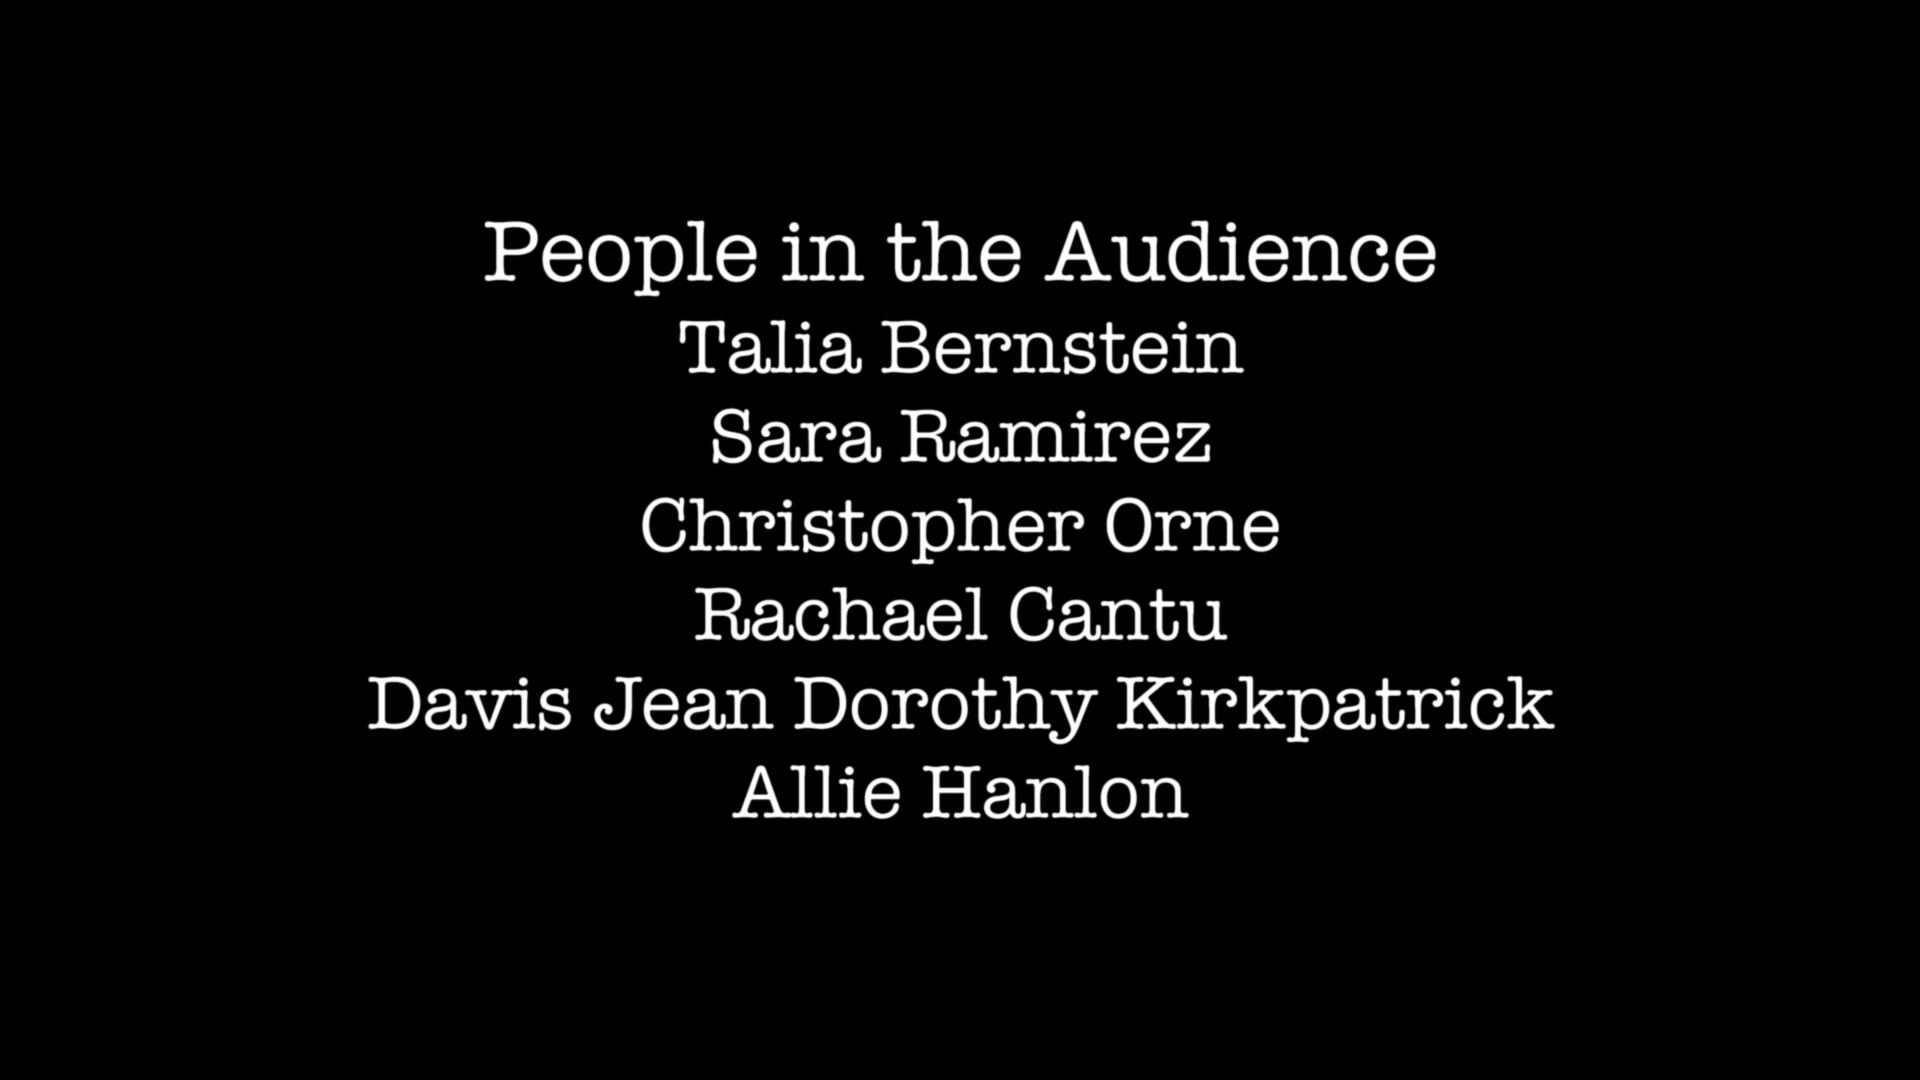 People in the Audience
Talia Bernstein
Sara Ramirez
Christopher Orne
Rachael Cantu
Davis Jean Dorothy Kirkpatrick
Allie Hanlon